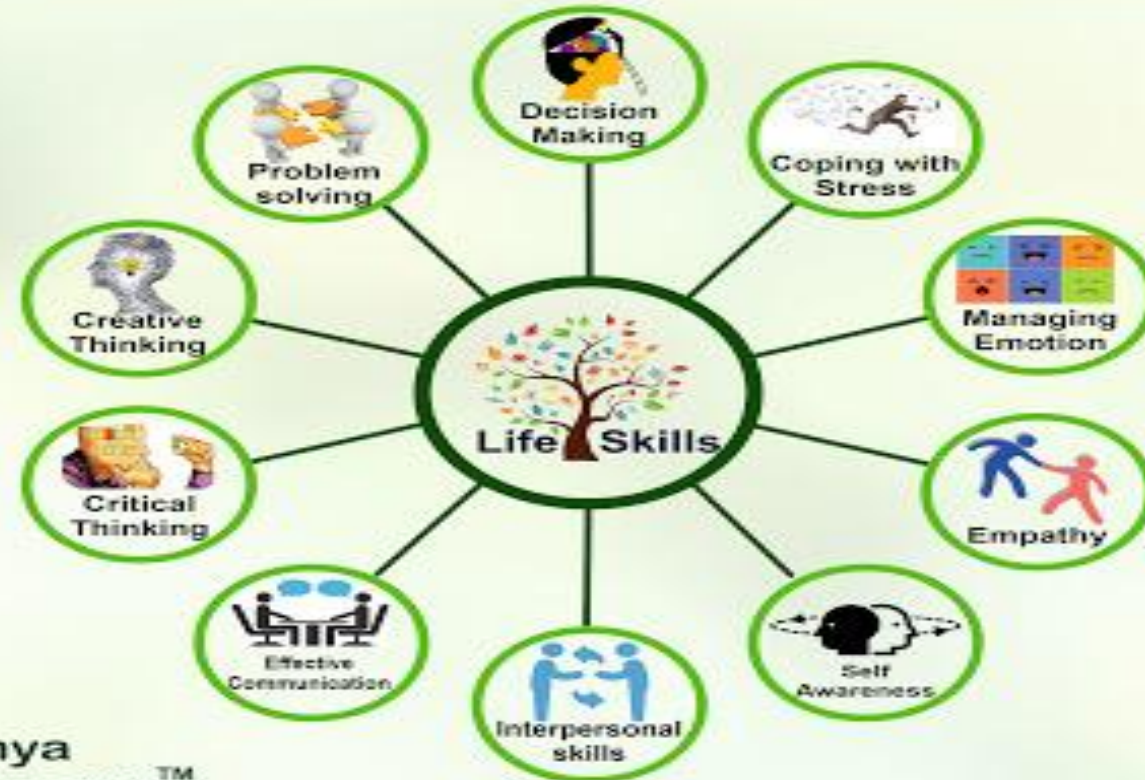 Decision
Making
Coping with
Stress
Managing
Emotion
Empathy
Self
Awareness
Interpersonal
skills
Effective
Communication
Critical
Thinking
Creative
Thinking
Problem
solving
Life Skills
TM